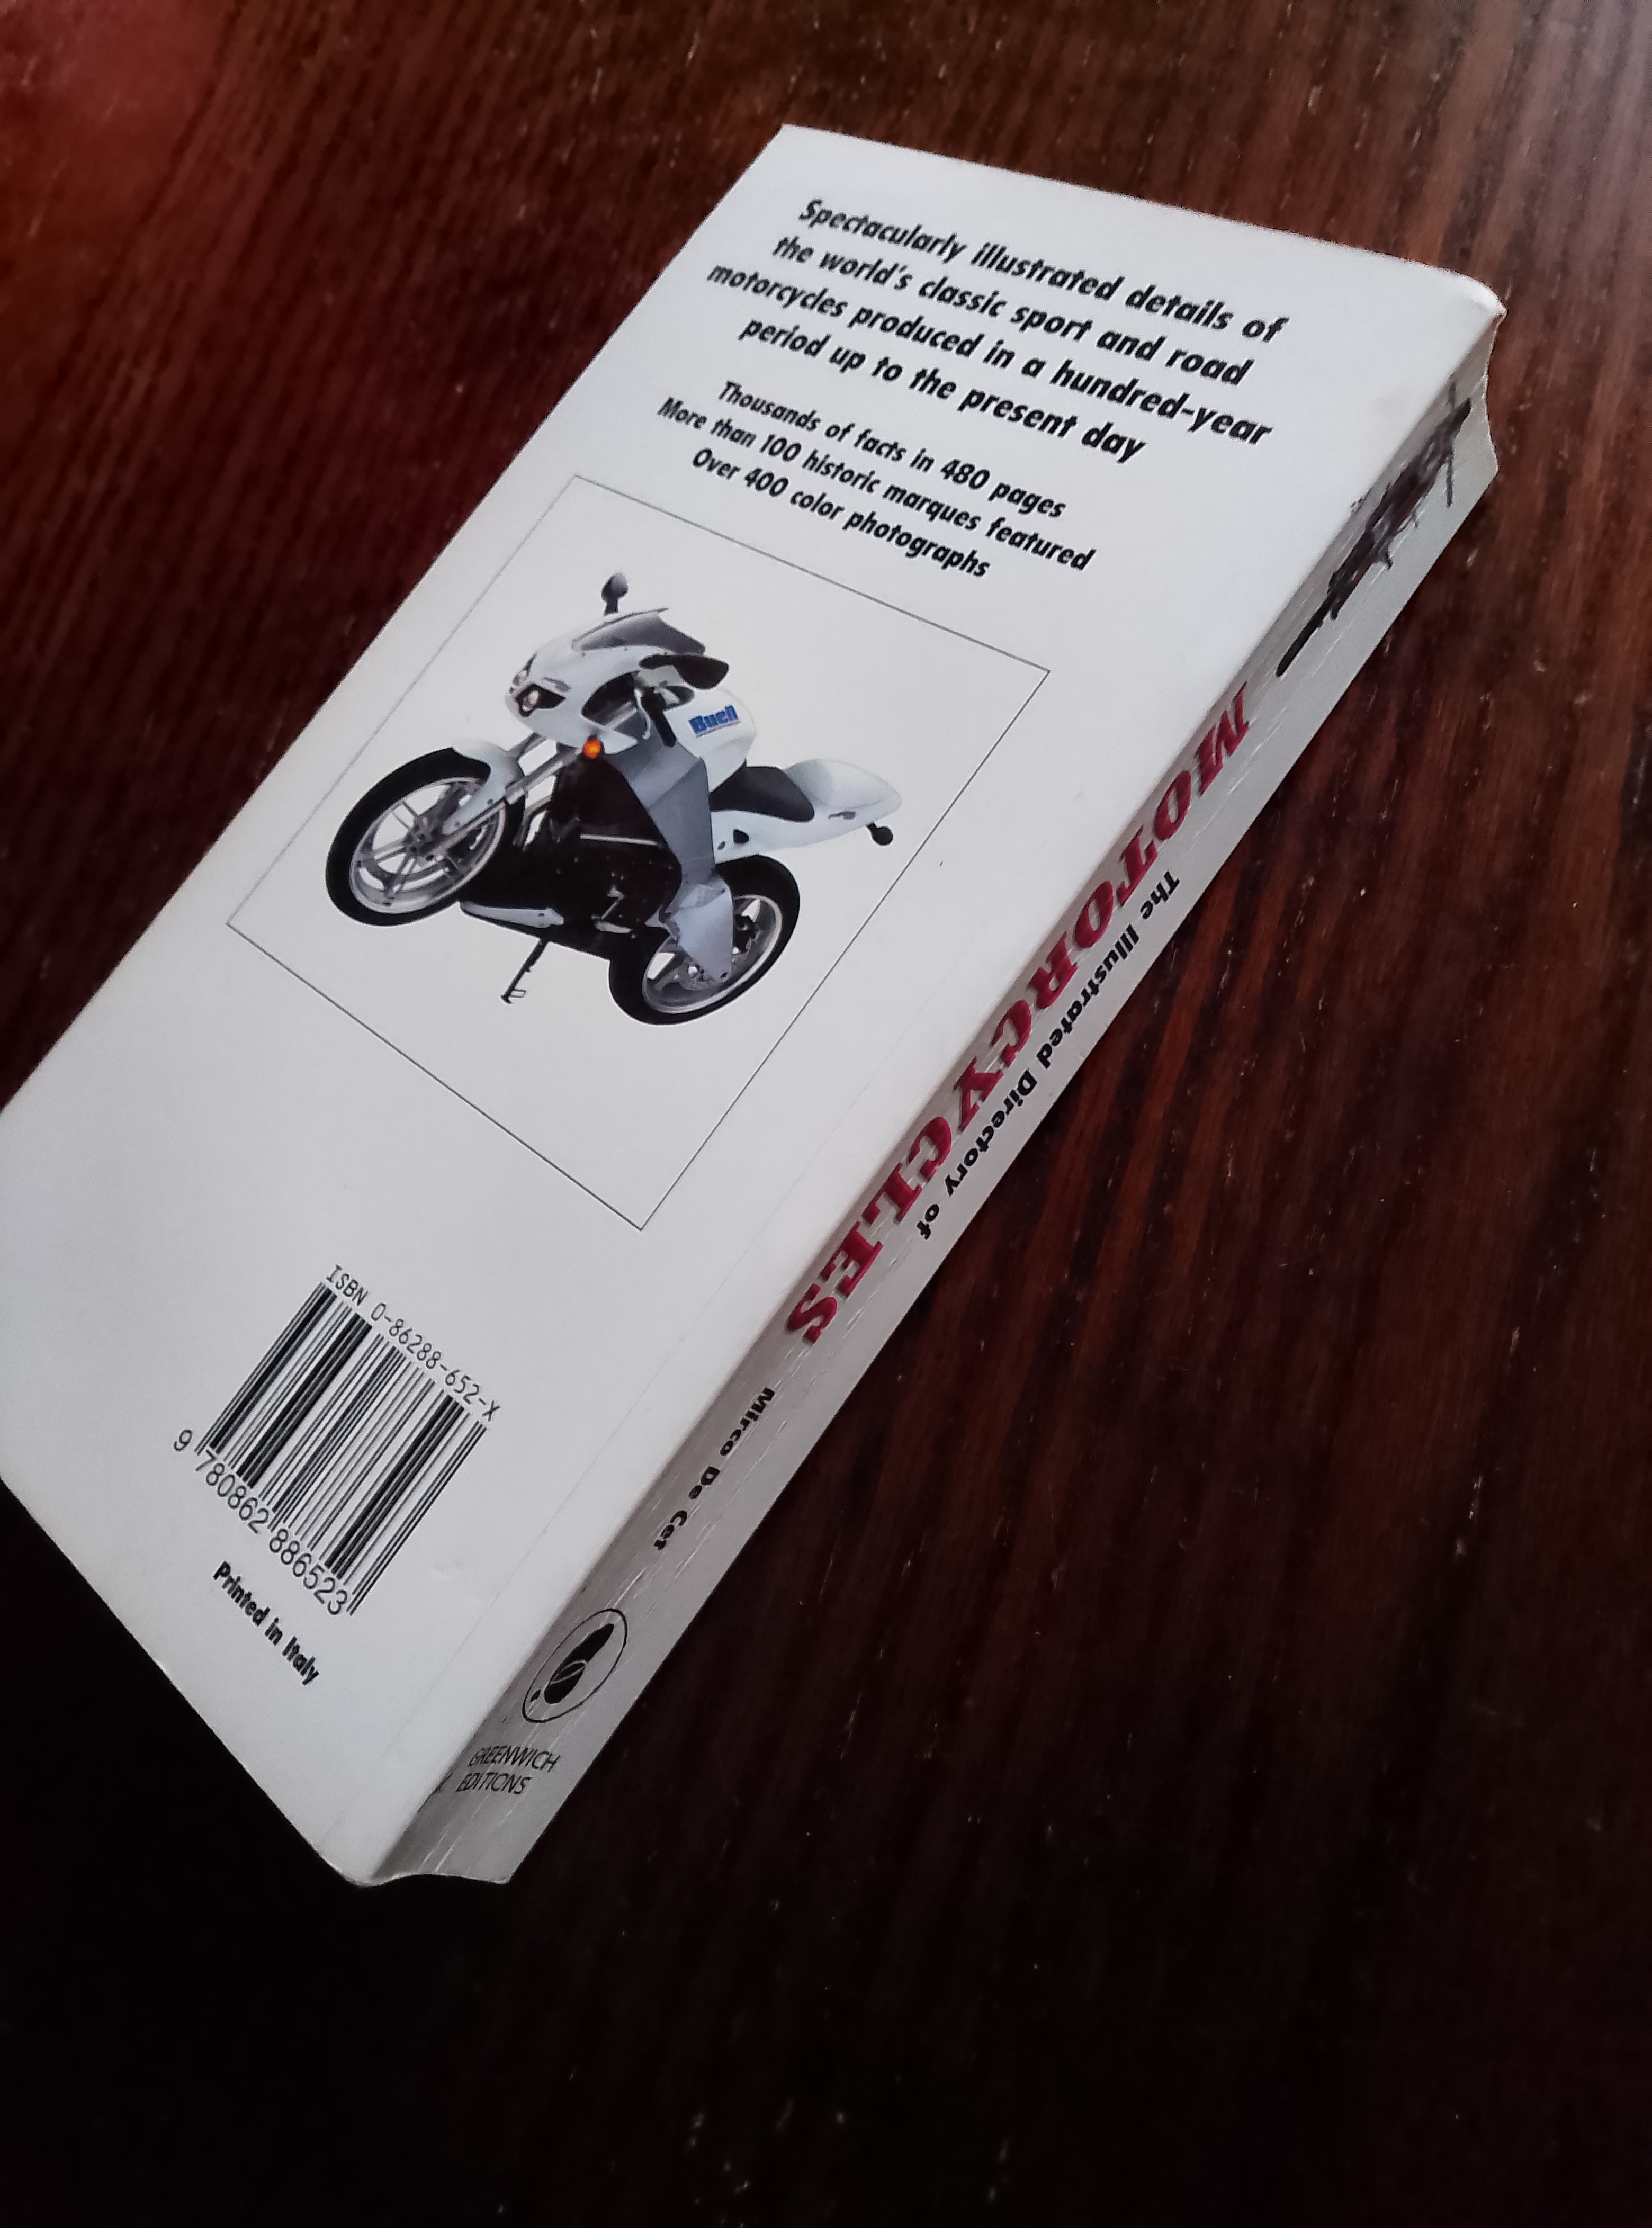 Spectacularly illustrated details of
the world's classic sport and road
motorcycles produced in a hundred-year
period up to the present day
Thousands of facts in 480 pages
More than 100 historic marques featured
Over 400 color photographs
Buell
ISBN 0-86288-652-X
9 780862 886523
Printed in Italy
The Illustrated Directory of
MOTORCYCLES
Mirco De Cet
GREENWICH
EDITIONS